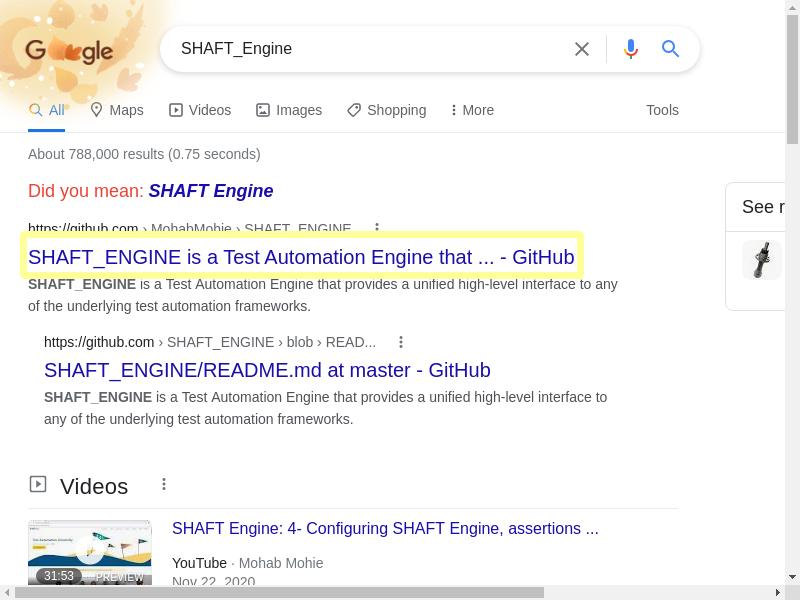 Google
SHAFT_Engine
All Maps Videos Images Shopping More Tools
About 788,000 results (0.75 seconds)
Did you mean: SHAFT Engine
https://github.com › MohabMohie › SHAFT_ENGINE
SHAFT_ENGINE is a Test Automation Engine that ... - GitHub
SHAFT_ENGINE is a Test Automation Engine that provides a unified high-level interface to any
of the underlying test automation frameworks.
https://github.com › SHAFT_ENGINE › blob › READ...
SHAFT_ENGINE/README.md at master - GitHub
SHAFT_ENGINE is a Test Automation Engine that provides a unified high-level interface to
any of the underlying test automation frameworks.
See r
Videos
SHAFT Engine: 4- Configuring SHAFT Engine, assertions ...
YouTube · Mohab Mohie
Nov 22, 2020
31:53 PREVIEW